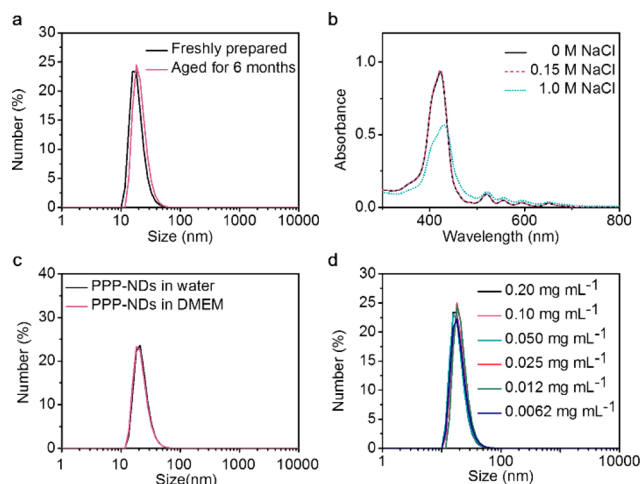 a
Freshly prepared
Aged for 6 months
Number (%)
30
25
20
15
10
5
0
1 10 100 1000 10000
Size (nm)
b
0 M NaCl
0.15 M NaCl
1.0 M NaCl
Absorbance
1.0
0.5
0.0
400 600 800
Wavelength (nm)
c
PPP-NDs in water
PPP-NDs in DMEM
Number (%)
30
20
10
0
1 10 100 1000 10000
Size(nm)
d
0.20 mg mL⁻¹
0.10 mg mL⁻¹
0.050 mg mL⁻¹
0.025 mg mL⁻¹
0.012 mg mL⁻¹
0.0062 mg mL⁻¹
Number (%)
30
25
20
15
10
5
0
1 10 100 1000 10000
Size (nm)